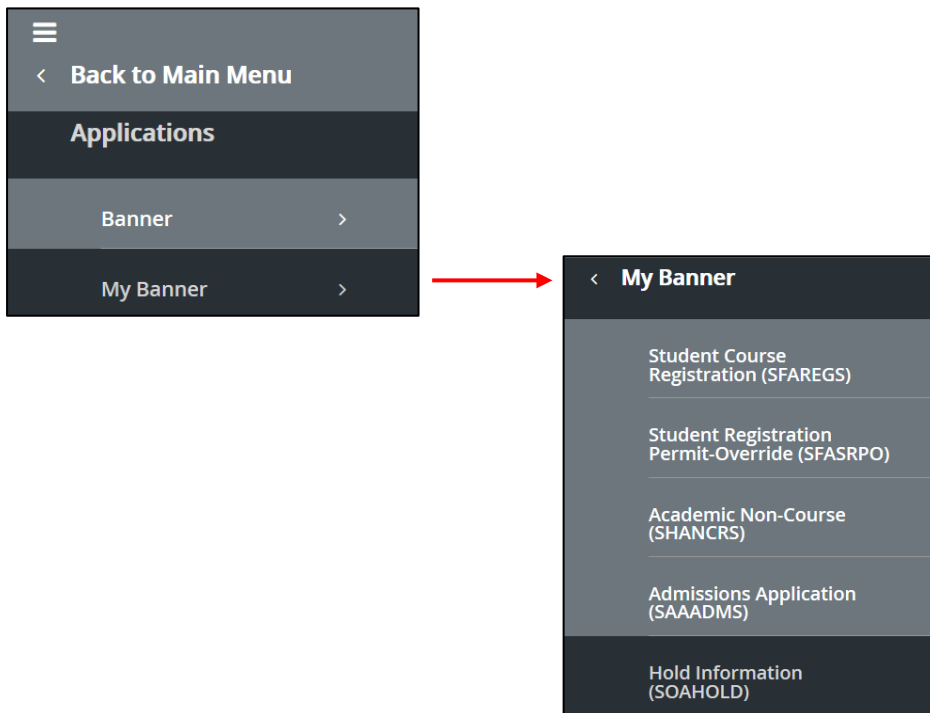 Back to Main Menu
Applications
Banner
My Banner
My Banner
Student Course
Registration (SFAREGS)
Student Registration
Permit-Override (SFASRPO)
Academic Non-Course
(SHANCRS)
Admissions Application
(SAAADMS)
Hold Information
(SOAHOLD)